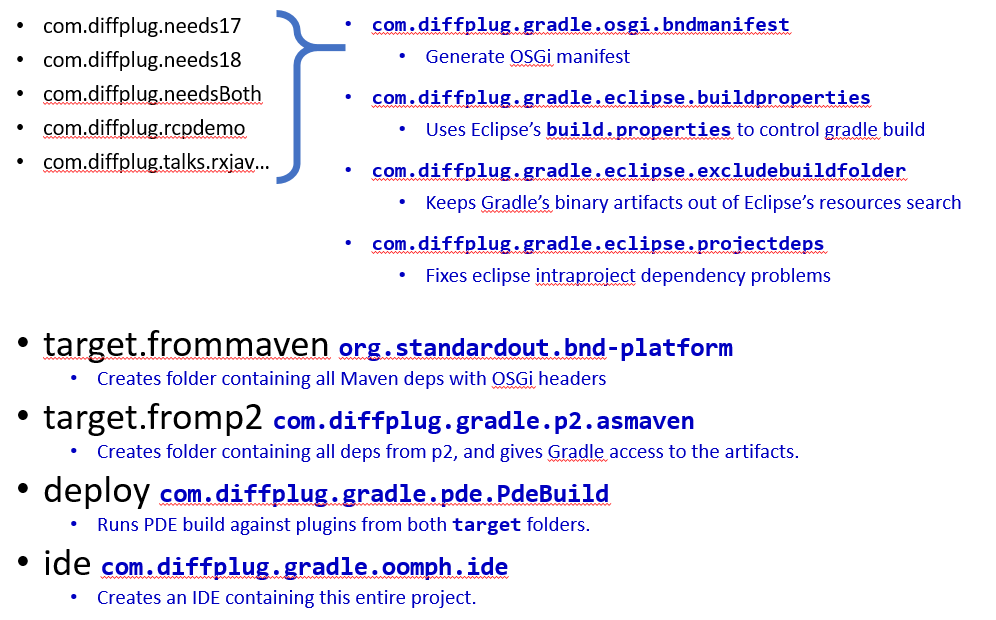 • com.diffplug.needs17
• com.diffplug.needs18
• com.diffplug.needsBoth
• com.diffplug.rcpdemo
• com.diffplug.talks.rxjav...
• com.diffplug.gradle.osgi.bndmanifest
• Generate OSGi manifest
• com.diffplug.gradle.eclipse.buildproperties
• Uses Eclipse’s build.properties to control gradle build
• com.diffplug.gradle.eclipse.excludebuildfolder
• Keeps Gradle’s binary artifacts out of Eclipse’s resources search
• com.diffplug.gradle.eclipse.projectdeps
• Fixes eclipse intraproject dependency problems
• target.frommaven org.standardout.bnd-platform
• Creates folder containing all Maven deps with OSGi headers
• target.fromp2 com.diffplug.gradle.p2.asmaven
• Creates folder containing all deps from p2, and gives Gradle access to the artifacts.
• deploy com.diffplug.gradle.pde.PdeBuild
• Runs PDE build against plugins from both target folders.
• ide com.diffplug.gradle.oomph.ide
• Creates an IDE containing this entire project.